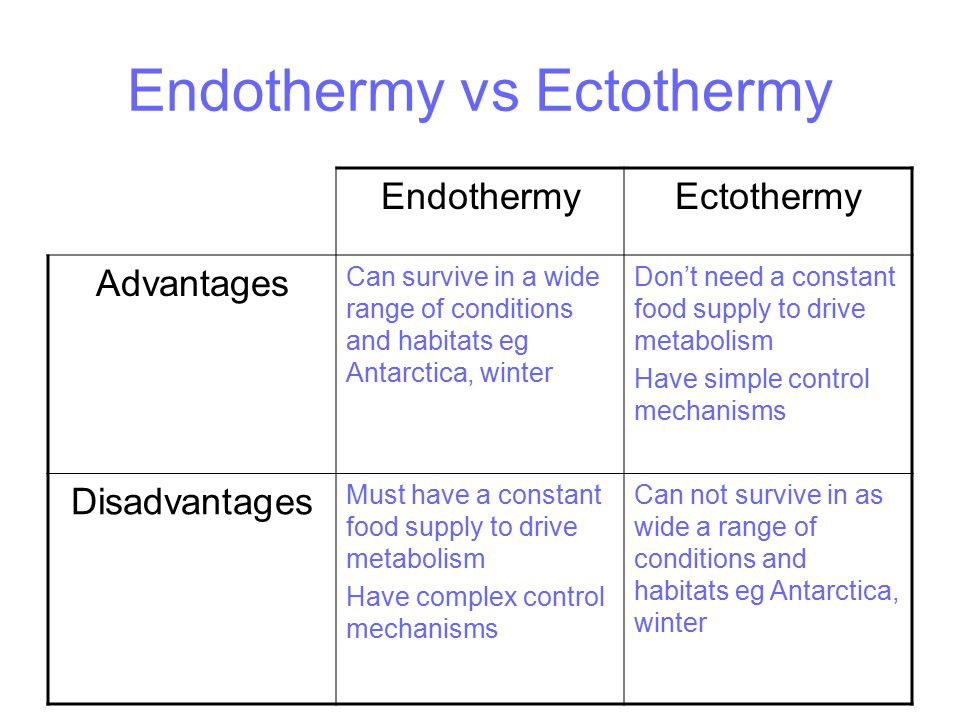 Endothermy vs Ectothermy
Endothermy
Ectothermy
Advantages
Can survive in a wide
range of conditions
and habitats eg
Antarctica, winter
Don’t need a constant
food supply to drive
metabolism
Have simple control
mechanisms
Disadvantages
Must have a constant
food supply to drive
metabolism
Have complex control
mechanisms
Can not survive in as
wide a range of
conditions and
habitats eg Antarctica,
winter